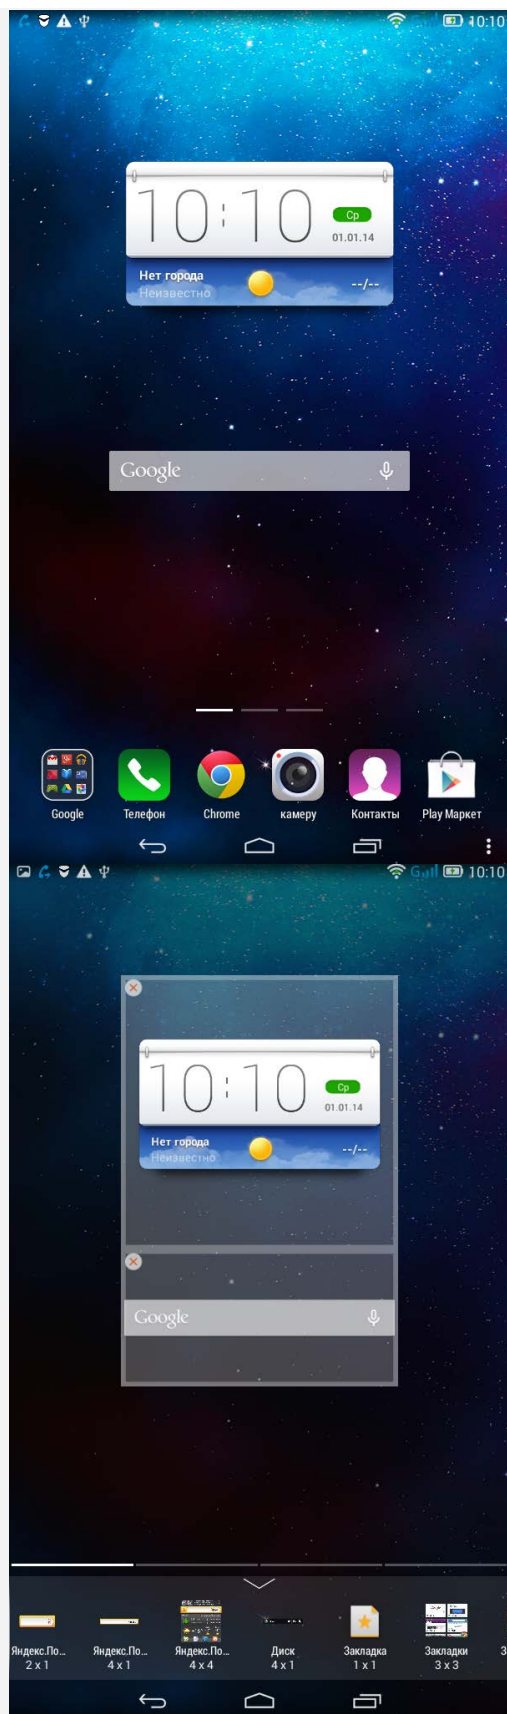 10:10
10:10
Ср
01.01.14
Нет города
Неизвестно
--/--
Google
Google
Телефон
Chrome
камеру
Контакты
Play Маркет
G
10:10
10:10
Ср
01.01.14
Нет города
Неизвестно
--/--
Google
Яндекс.По...
Яндекс.По...
Яндекс.По...
Диск
Закладка
Закладки
З
2 x 1
4 x 1
4 x 4
4 x 1
1 x 1
3 x 3